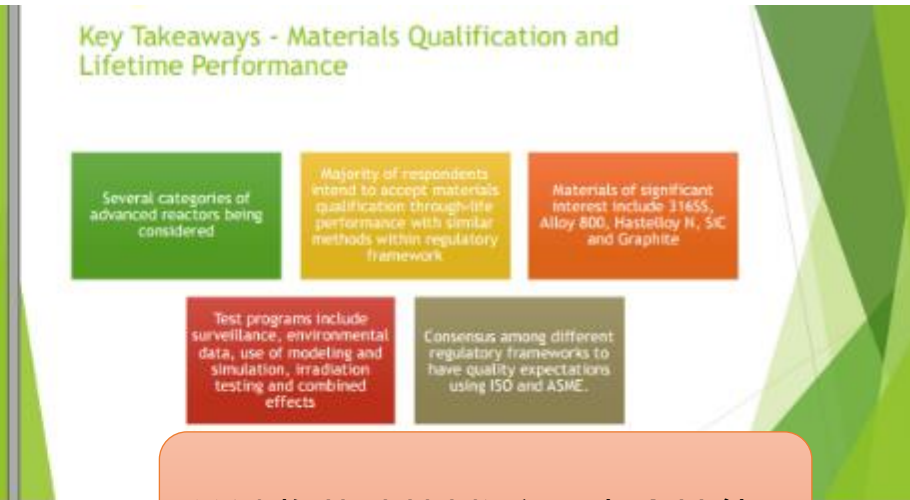 Key Takeaways - Materials Qualification and
Lifetime Performance
Several categories of
advanced reactors being
considered
Majority of respondents
intend to accept materials
qualification through-life
performance with similar
methods within regulatory
framework
Materials of significant
interest include 316SS,
Alloy 800, Hastelloy N, SiC
and Graphite
Test programs include
surveillance, environmental
data, use of modeling and
simulation, irradiation
testing and combined
effects
Consensus among different
regulatory frameworks to
have quality expectations
using ISO and ASME.